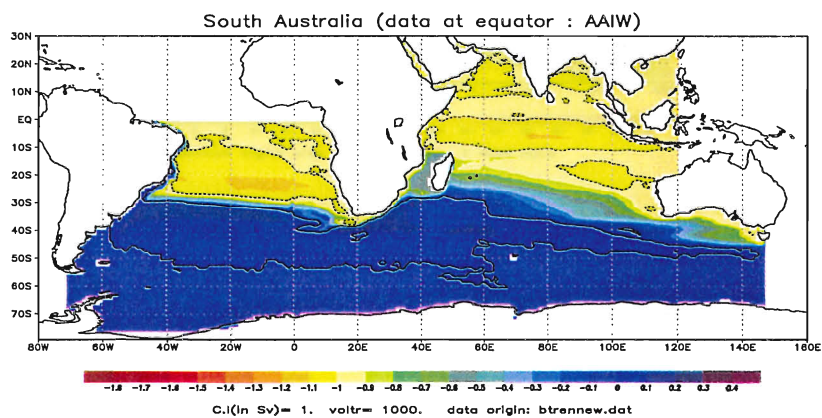 South Australia (data at equator : AAIW)
30N
20N
10N
EQ
10S
20S
30S
40S
50S
60S
70S
80W 60W 40W 20W 0 20E 40E 60E 80E 100E 120E 140E 160E
-1.8 -1.7 -1.5 -1.4 -1.3 -1.2 -1.1 -1 -0.9 -0.8 -0.7 -0.6 -0.5 -0.4 -0.3 -0.2 -0.1 0 0.1 0.2 0.3 0.4
C.I(in Sv)= 1. voltr= 1000. data origin: btrennew.dat